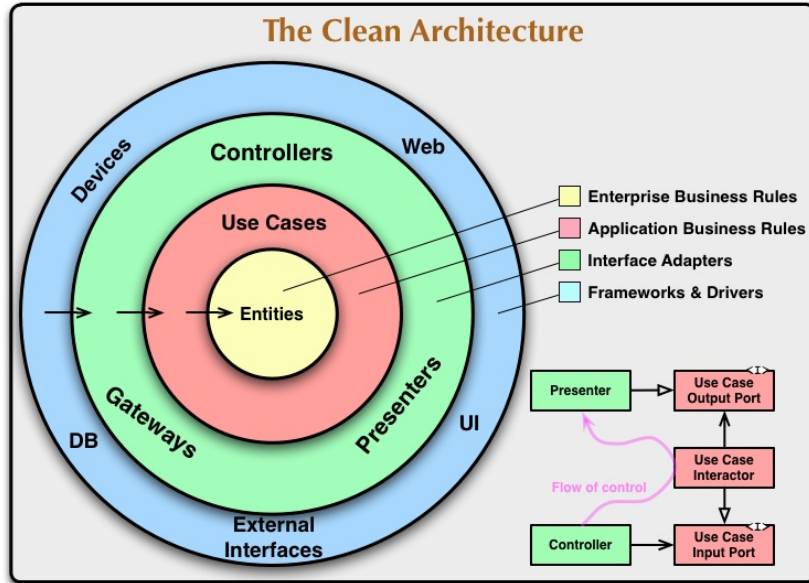 The Clean Architecture
Devices
Web
Controllers
Use Cases
Entities
Gateways
Presenters
DB
UI
External
Interfaces
Enterprise Business Rules
Application Business Rules
Interface Adapters
Frameworks & Drivers
Presenter
<I>
Use Case
Output Port
Use Case
Interactor
Flow of control
Controller
<I>
Use Case
Input Port